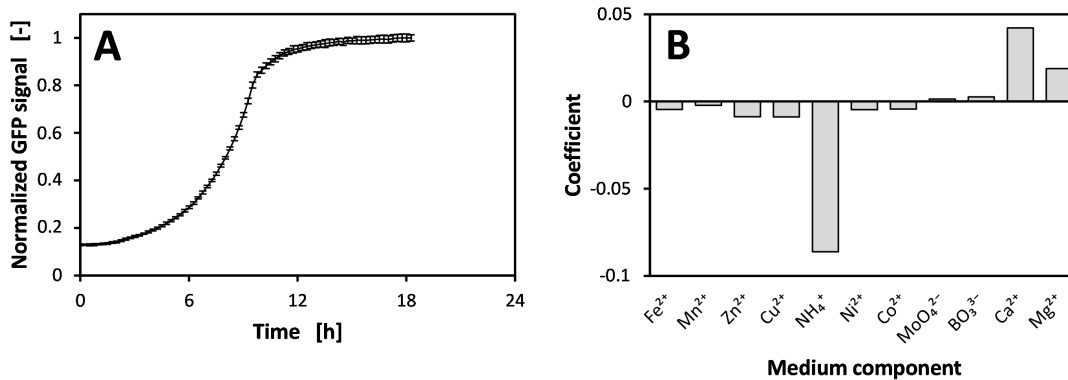 A
Normalized GFP signal [-]
1
0.8
0.6
0.4
0.2
0
0 6 12 18 24
Time [h]
B
Coefficient
0.05
0
-0.05
-0.1
Fe²⁺ Mn²⁺ Zn²⁺ Cu²⁺ NH₄⁺ Ni²⁺ Co²⁺ MoO₄²⁻ BO₃³⁻ Ca²⁺ Mg²⁺
Medium component